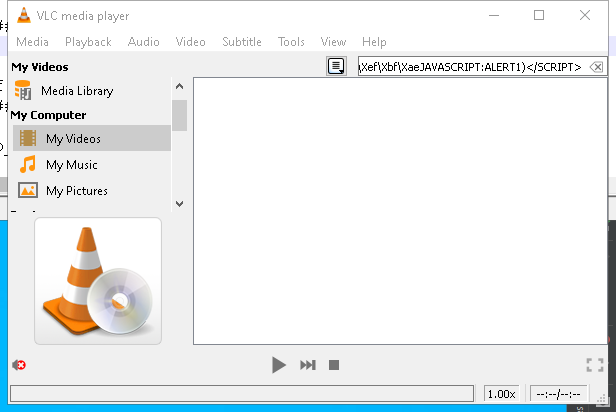 VLC media player
Media Playback Audio Video Subtitle Tools View Help
My Videos
\Xef\Xbf\XaeJAVASCRIPT:ALERT1)</SCRIPT>
Media Library
My Computer
My Videos
My Music
My Pictures
1.00x
--:--/--:--